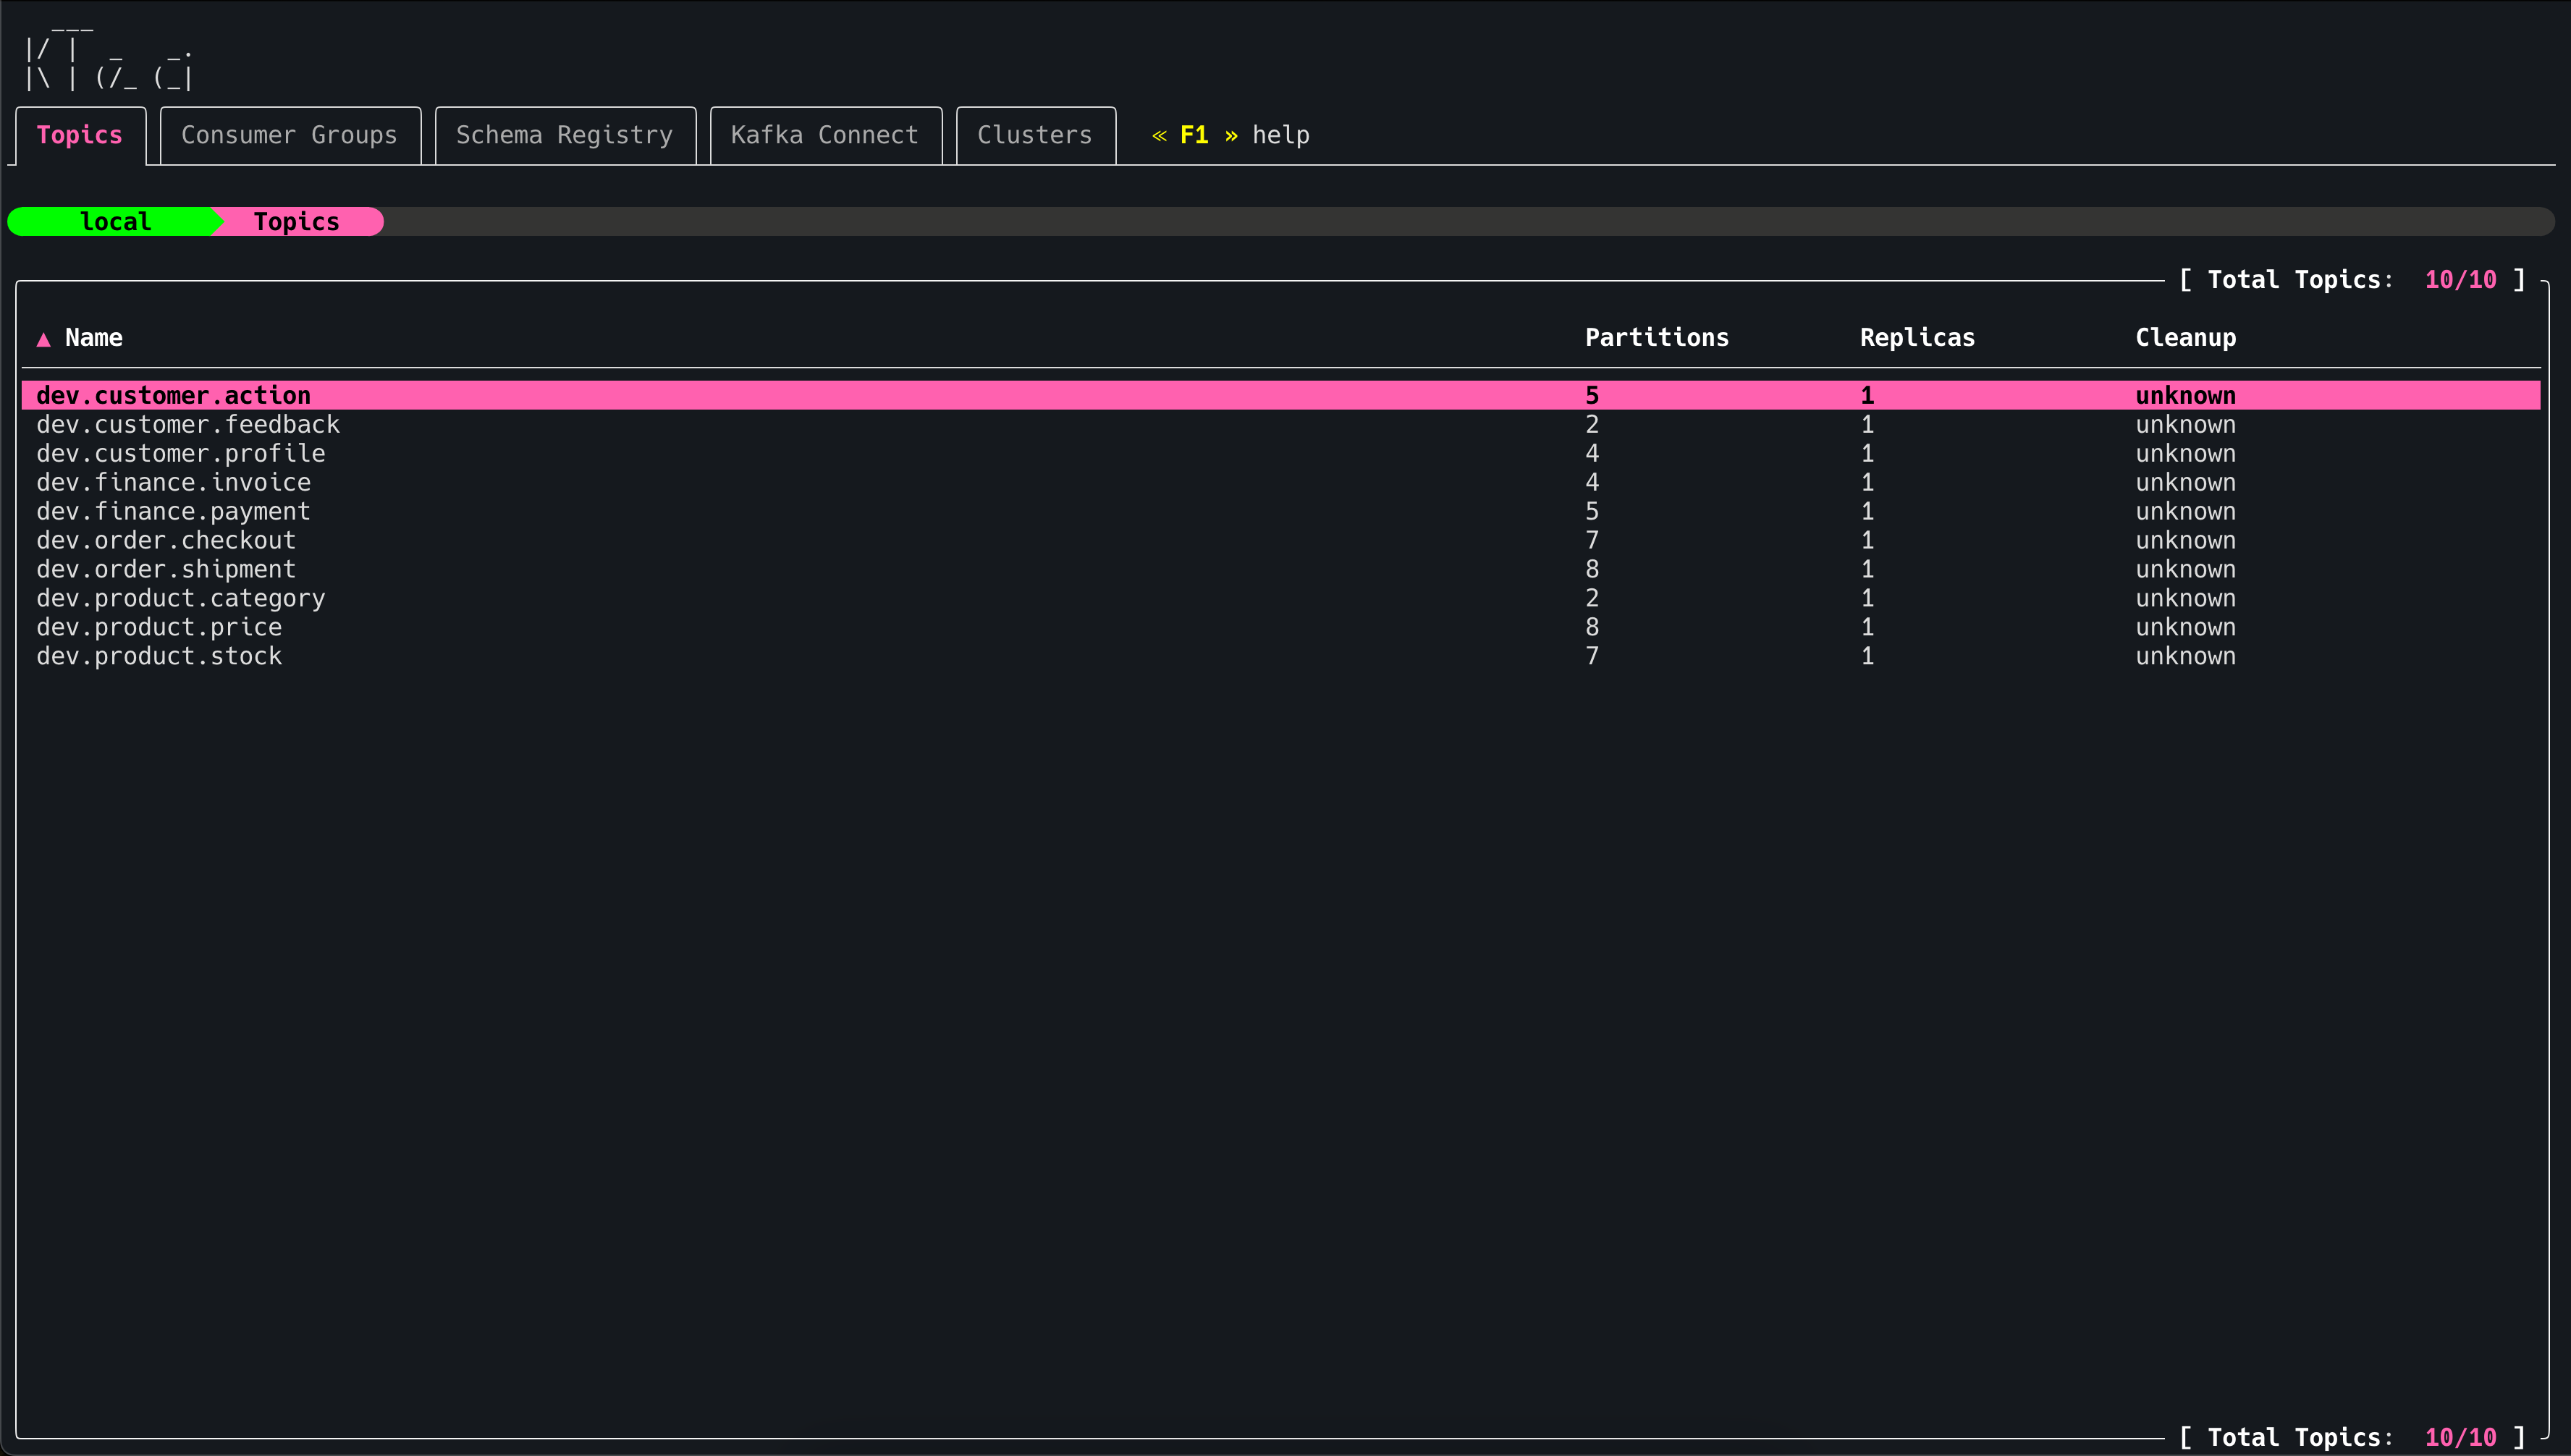 Topics Consumer Groups Schema Registry Kafka Connect Clusters « F1 » help
local Topics
[ Total Topics: 10/10 ]
▲ Name Partitions Replicas Cleanup
dev.customer.action 5 1 unknown
dev.customer.feedback 2 1 unknown
dev.customer.profile 4 1 unknown
dev.finance.invoice 4 1 unknown
dev.finance.payment 5 1 unknown
dev.order.checkout 7 1 unknown
dev.order.shipment 8 1 unknown
dev.product.category 2 1 unknown
dev.product.price 8 1 unknown
dev.product.stock 7 1 unknown
[ Total Topics: 10/10 ]